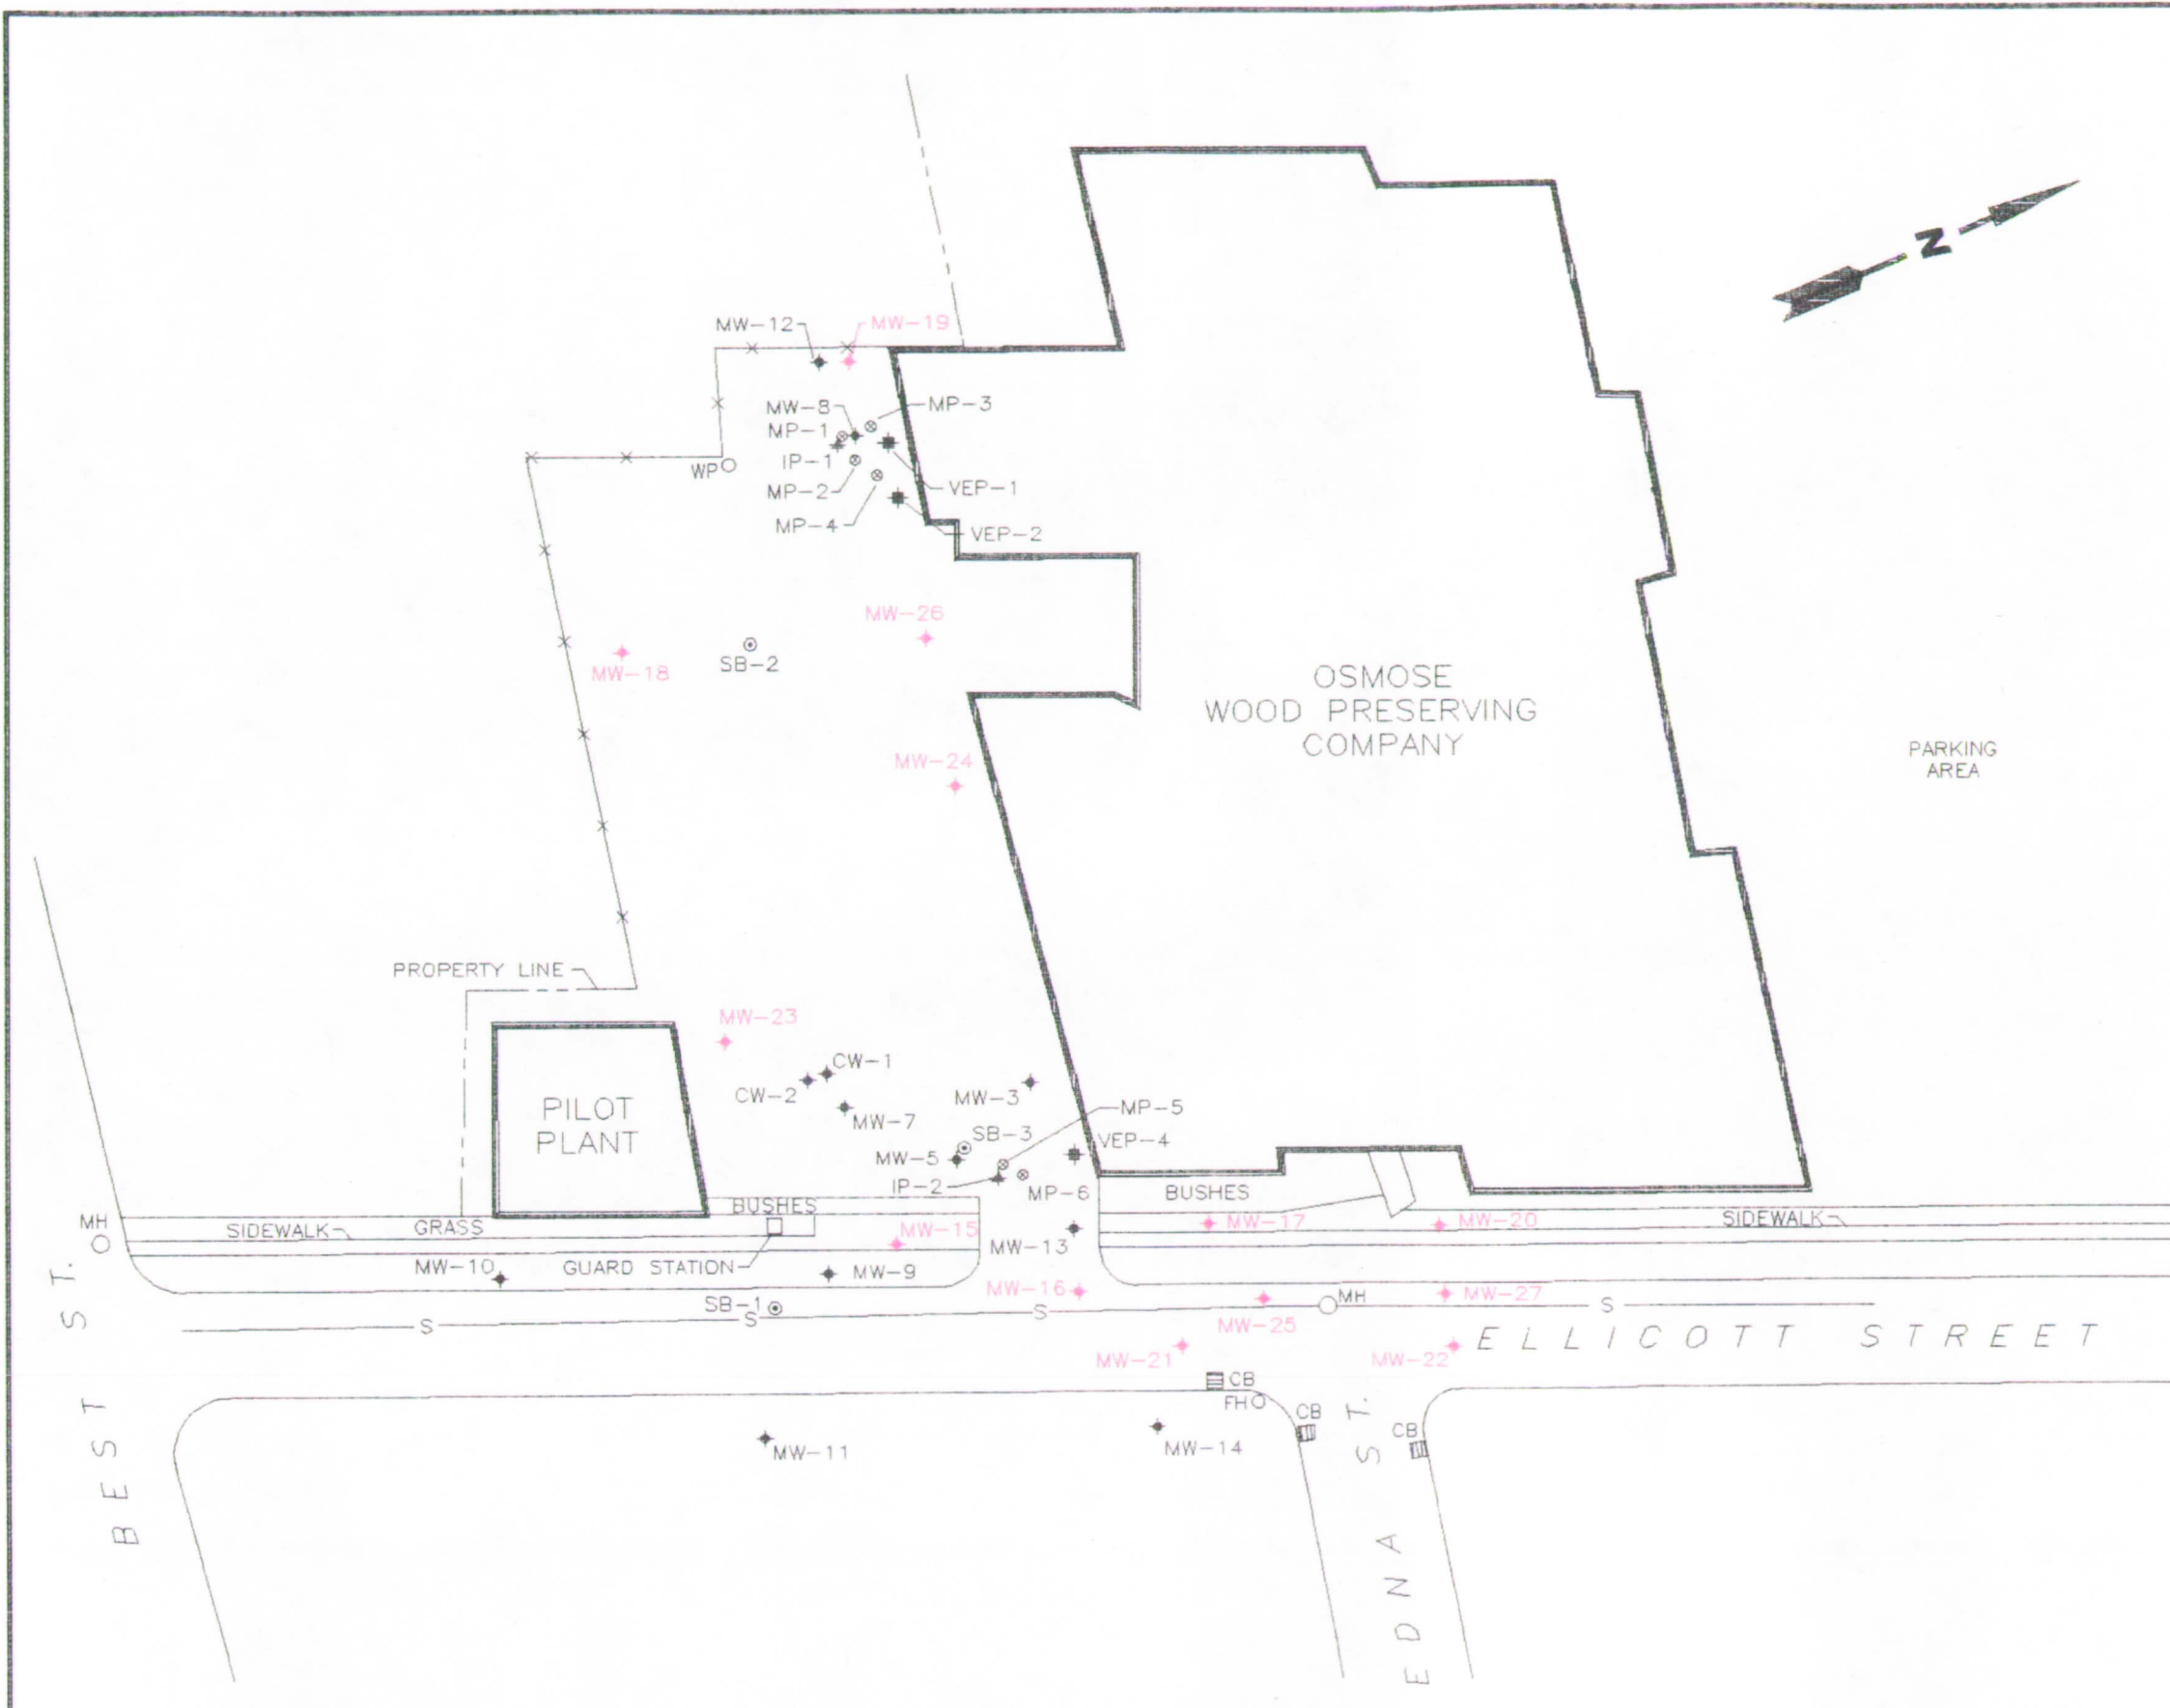 N
MW-12
MW-19
MW-8
MP-3
MP-1
IP-1
WP
MP-2
VEP-1
MP-4
VEP-2
MW-26
MW-18
SB-2
OSMOSE
WOOD PRESERVING
COMPANY
PARKING
AREA
MW-24
PROPERTY LINE
MW-23
CW-1
CW-2
MW-7
MW-3
MP-5
PILOT
PLANT
SB-3
VEP-4
MW-5
IP-2
MP-6
BUSHES
BUSHES
MH
SIDEWALK
GRASS
MW-15
MW-17
MW-20
SIDEWALK
MW-13
MW-10
GUARD STATION
MW-9
MW-16
MW-27
SB-1
MH
S
S
S
S
MW-25
ELLICOTT STREET
MW-21
MW-22
CB
FH
CB
CB
MW-11
MW-14
BEST ST.
EDNA ST.